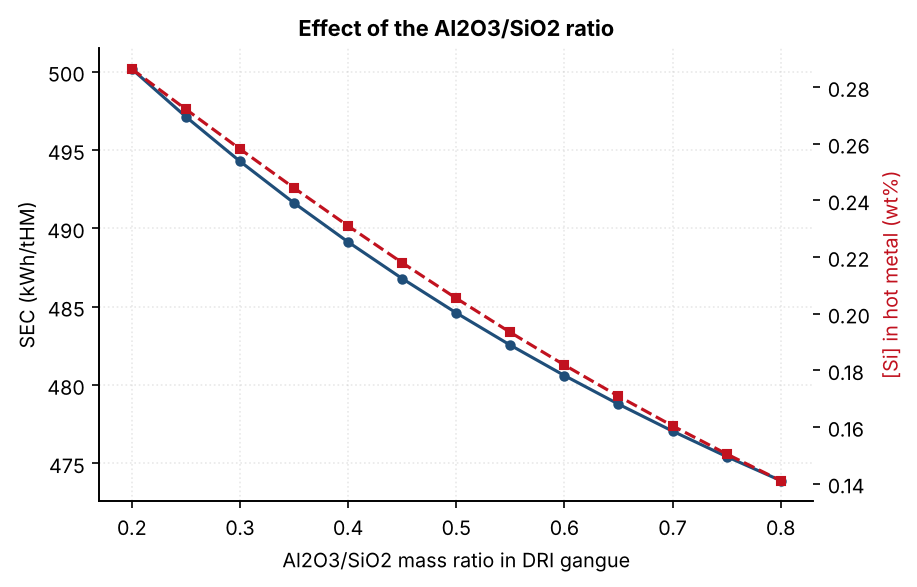 Effect of the Al2O3/SiO2 ratio
500
495
490
485
480
475
SEC (kWh/tHM)
0.28
0.26
0.24
0.22
0.20
0.18
0.16
0.14
[Si] in hot metal (wt%)
0.2 0.3 0.4 0.5 0.6 0.7 0.8
Al2O3/SiO2 mass ratio in DRI gangue